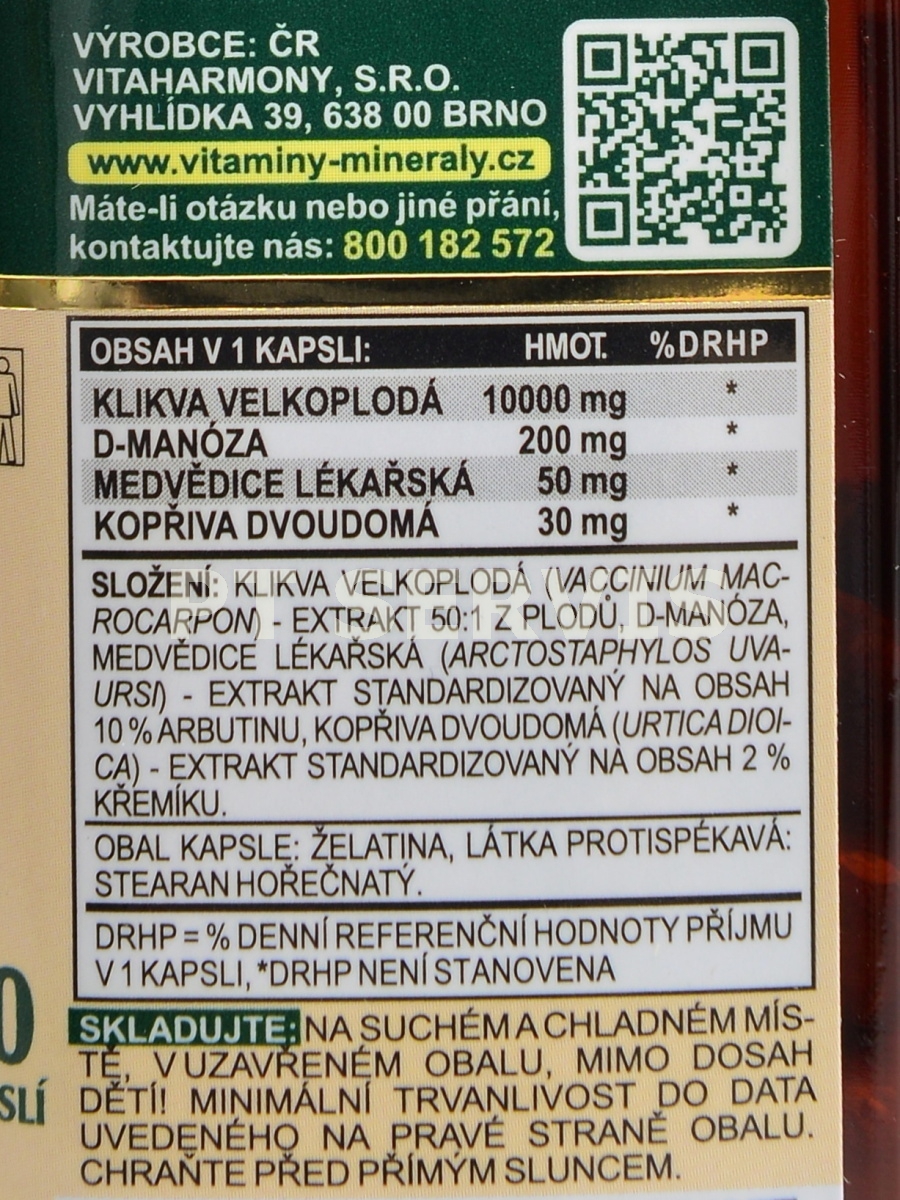 VÝROBCE: ČR
VITAHARMONY, S.R.O.
VYHLÍDKA 39, 638 00 BRNO
www.vitaminy-mineraly.cz
Máte-li otázku nebo jiné přání,
kontaktujte nás: 800 182 572
OBSAH V 1 KAPSLI: HMOT. %DRHP
KLIKVA VELKOPLODÁ 10000 mg *
D-MANÓZA 200 mg *
MEDVĚDICE LÉKAŘSKÁ 50 mg *
KOPŘIVA DVOUDOMÁ 30 mg *
SLOŽENÍ: KLIKVA VELKOPLODÁ (VACCINIUM MAC-
ROCARPON) - EXTRAKT 50:1 Z PLODŮ, D-MANÓZA,
MEDVĚDICE LÉKAŘSKÁ (ARCTOSTAPHYLOS UVA-
URSI) - EXTRAKT STANDARDIZOVANÝ NA OBSAH
10 % ARBUTINU, KOPŘIVA DVOUDOMÁ (URTICA DIOI-
CA) - EXTRAKT STANDARDIZOVANÝ NA OBSAH 2 %
KŘEMÍKU.
PT SERVIS
OBAL KAPSLE: ŽELATINA, LÁTKA PROTISPÉKAVÁ:
STEARAN HOŘEČNATÝ.
DRHP = % DENNÍ REFERENČNÍ HODNOTY PŘÍJMU
V 1 KAPSLI, *DRHP NENÍ STANOVENA
SKLADUJTE: NA SUCHÉM A CHLADNÉM MÍS-
TĚ, V UZAVŘENÉM OBALU, MIMO DOSAH
DĚTÍ! MINIMÁLNÍ TRVANLIVOST DO DATA
UVEDENÉHO NA PRAVÉ STRANĚ OBALU.
CHRAŇTE PŘED PŘÍMÝM SLUNCEM.